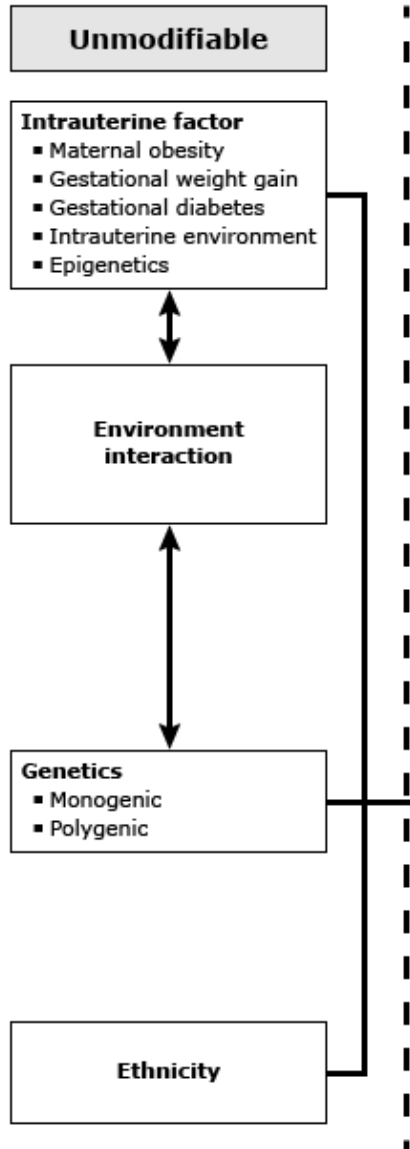 Unmodifiable
Intrauterine factor
▪ Maternal obesity
▪ Gestational weight gain
▪ Gestational diabetes
▪ Intrauterine environment
▪ Epigenetics
Environment
interaction
Genetics
▪ Monogenic
▪ Polygenic
Ethnicity